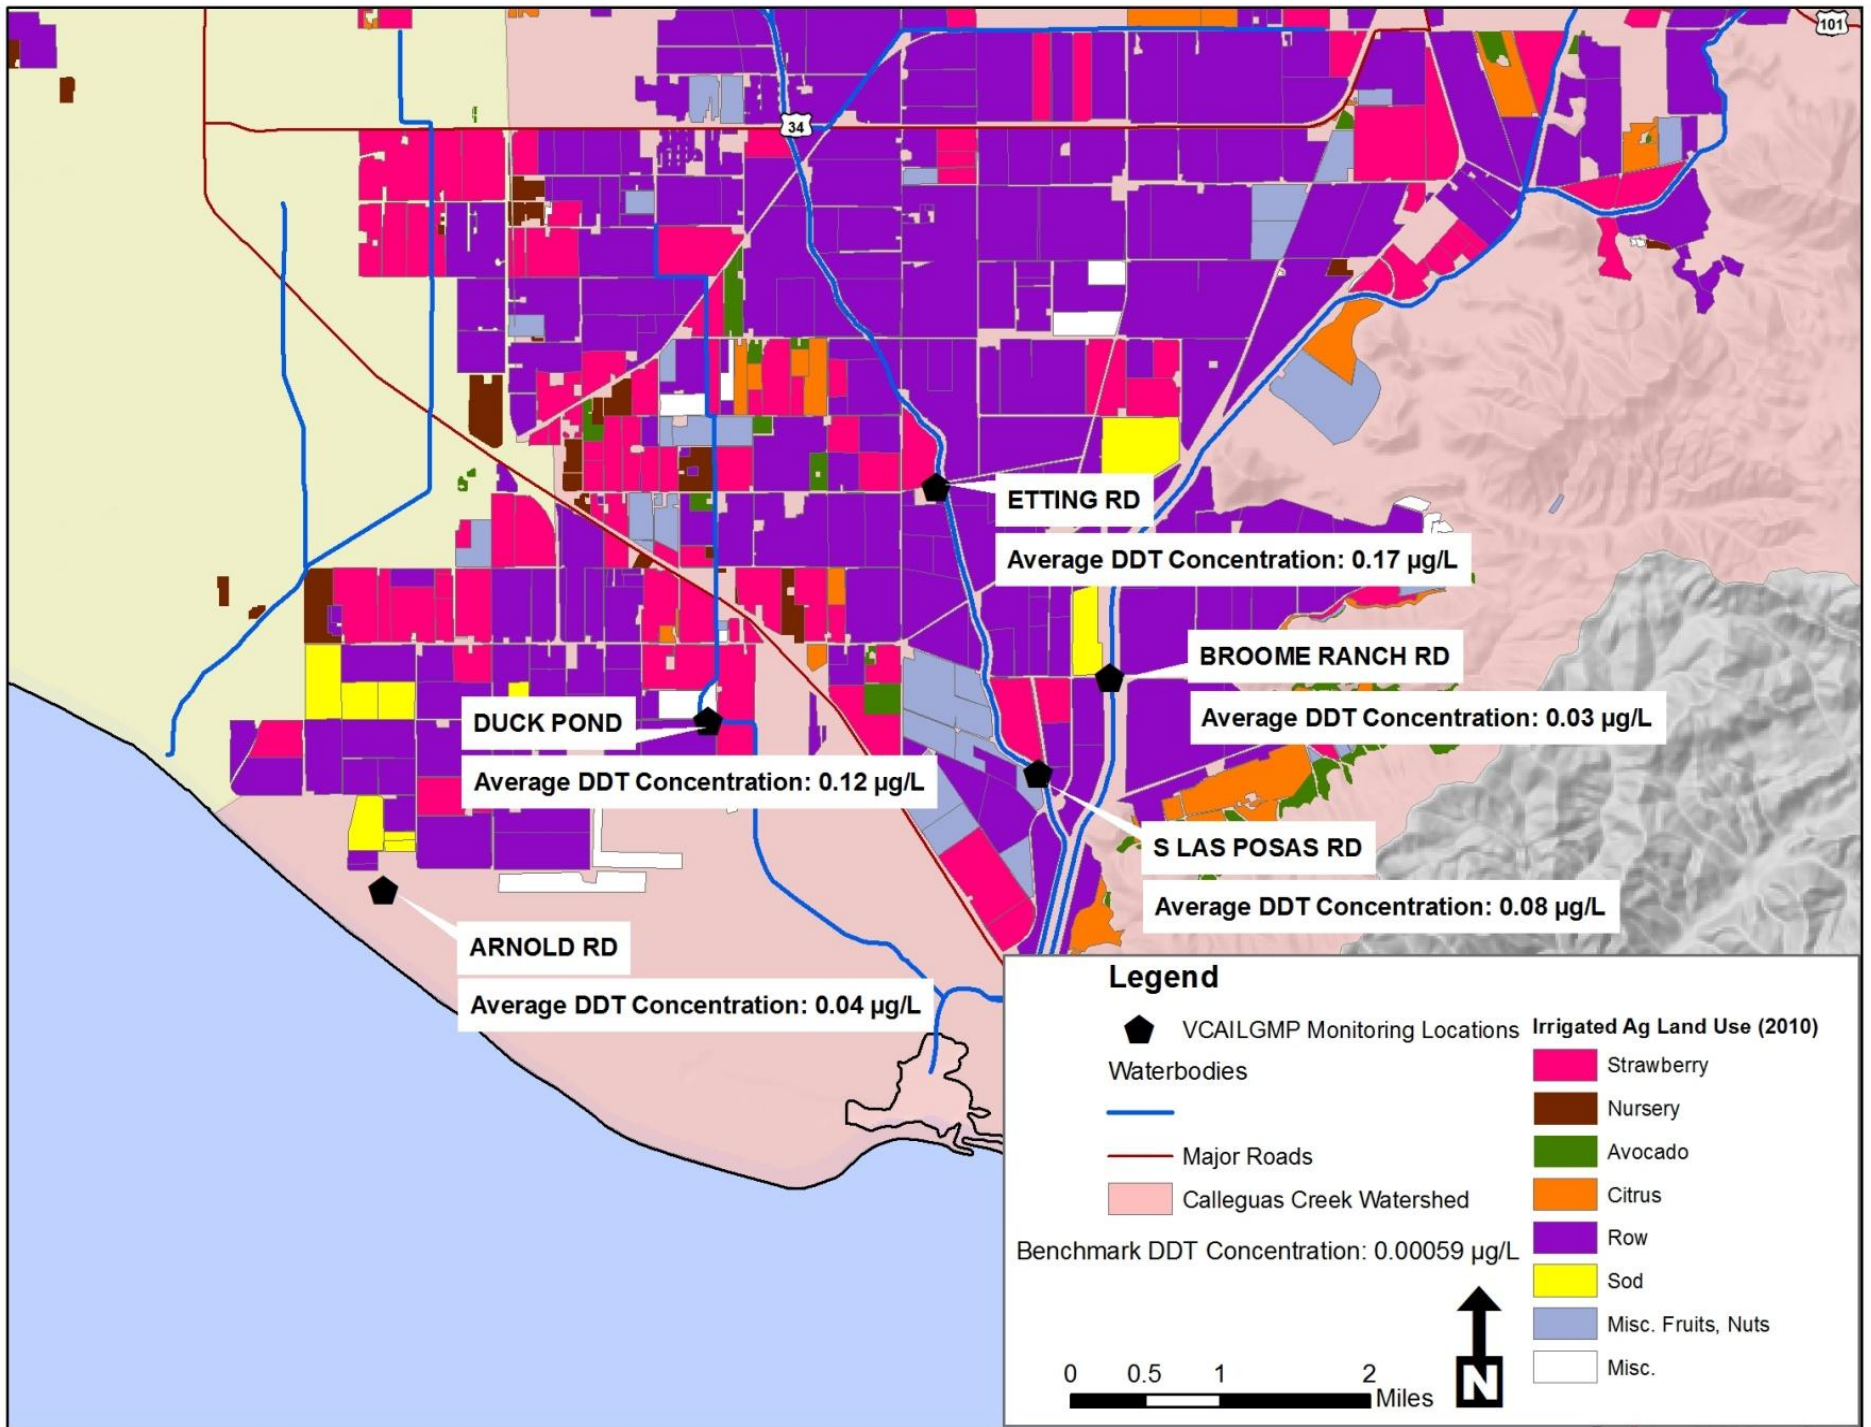 101
34
ETTING RD
Average DDT Concentration: 0.17 µg/L
BROOME RANCH RD
Average DDT Concentration: 0.03 µg/L
DUCK POND
Average DDT Concentration: 0.12 µg/L
S LAS POSAS RD
Average DDT Concentration: 0.08 µg/L
ARNOLD RD
Average DDT Concentration: 0.04 µg/L
Legend
VCAILGMP Monitoring Locations
Waterbodies
Major Roads
Calleguas Creek Watershed
Benchmark DDT Concentration: 0.00059 µg/L
0 0.5 1 2
Miles
N
Irrigated Ag Land Use (2010)
Strawberry
Nursery
Avocado
Citrus
Row
Sod
Misc. Fruits, Nuts
Misc.